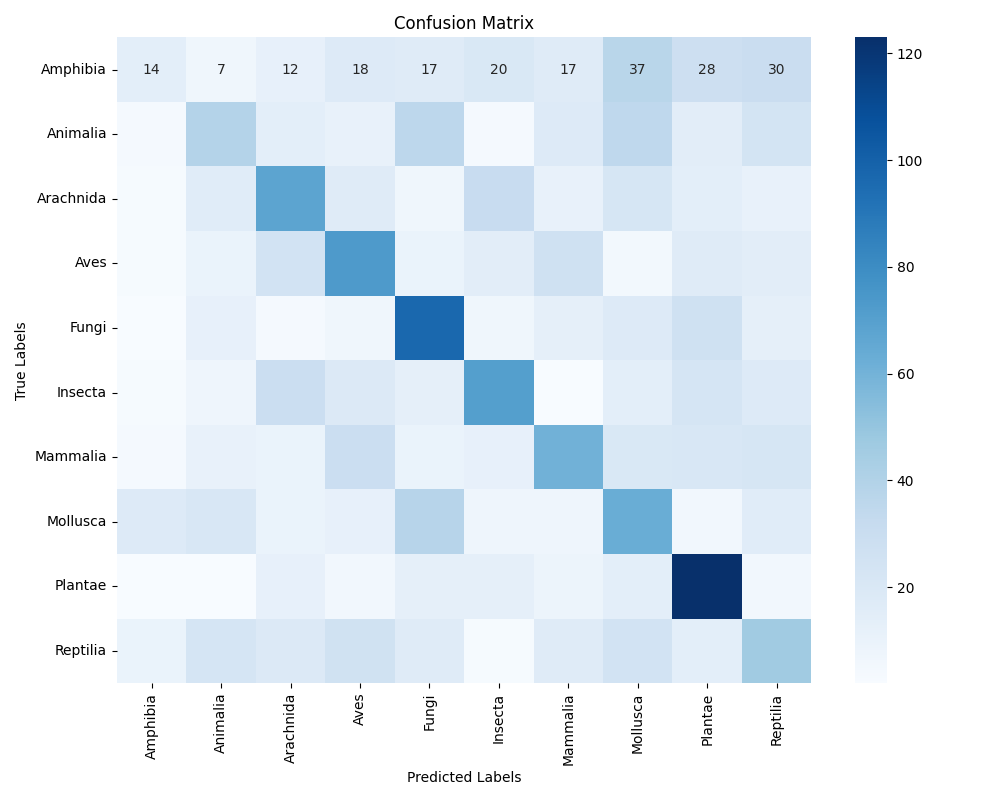 Confusion Matrix
True Labels
Amphibia 14 7 12 18 17 20 17 37 28 30
Animalia
Arachnida
Aves
Fungi
Insecta
Mammalia
Mollusca
Plantae
Reptilia
Amphibia Animalia Arachnida Aves Fungi Insecta Mammalia Mollusca Plantae Reptilia
Predicted Labels
120
100
80
60
40
20